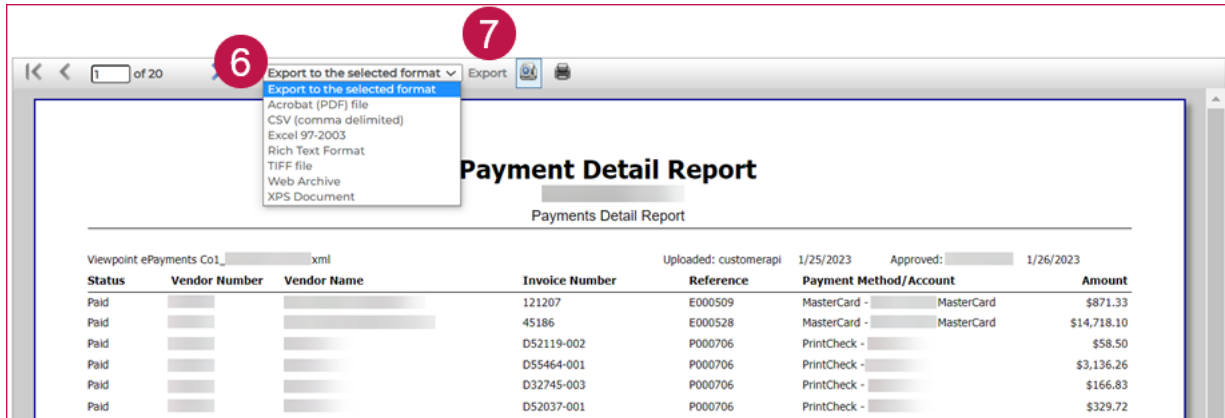 7
6
1 of 20 Export to the selected format Export
Export to the selected format
Acrobat (PDF) file
CSV (comma delimited)
Excel 97-2003
Rich Text Format
TIFF file
Web Archive
XPS Document
Payment Detail Report
Payments Detail Report
Viewpoint ePayments Co1_ xml Uploaded: customerapi 1/25/2023 Approved: 1/26/2023
Status Vendor Number Vendor Name Invoice Number Reference Payment Method/Account Amount
Paid 121207 E000509 MasterCard - MasterCard $871.33
Paid 45186 E000528 MasterCard - MasterCard $14,718.10
Paid D52119-002 P000706 PrintCheck - $58.50
Paid D55464-001 P000706 PrintCheck - $3,136.26
Paid D32745-003 P000706 PrintCheck - $166.83
Paid D52037-001 P000706 PrintCheck - $329.72